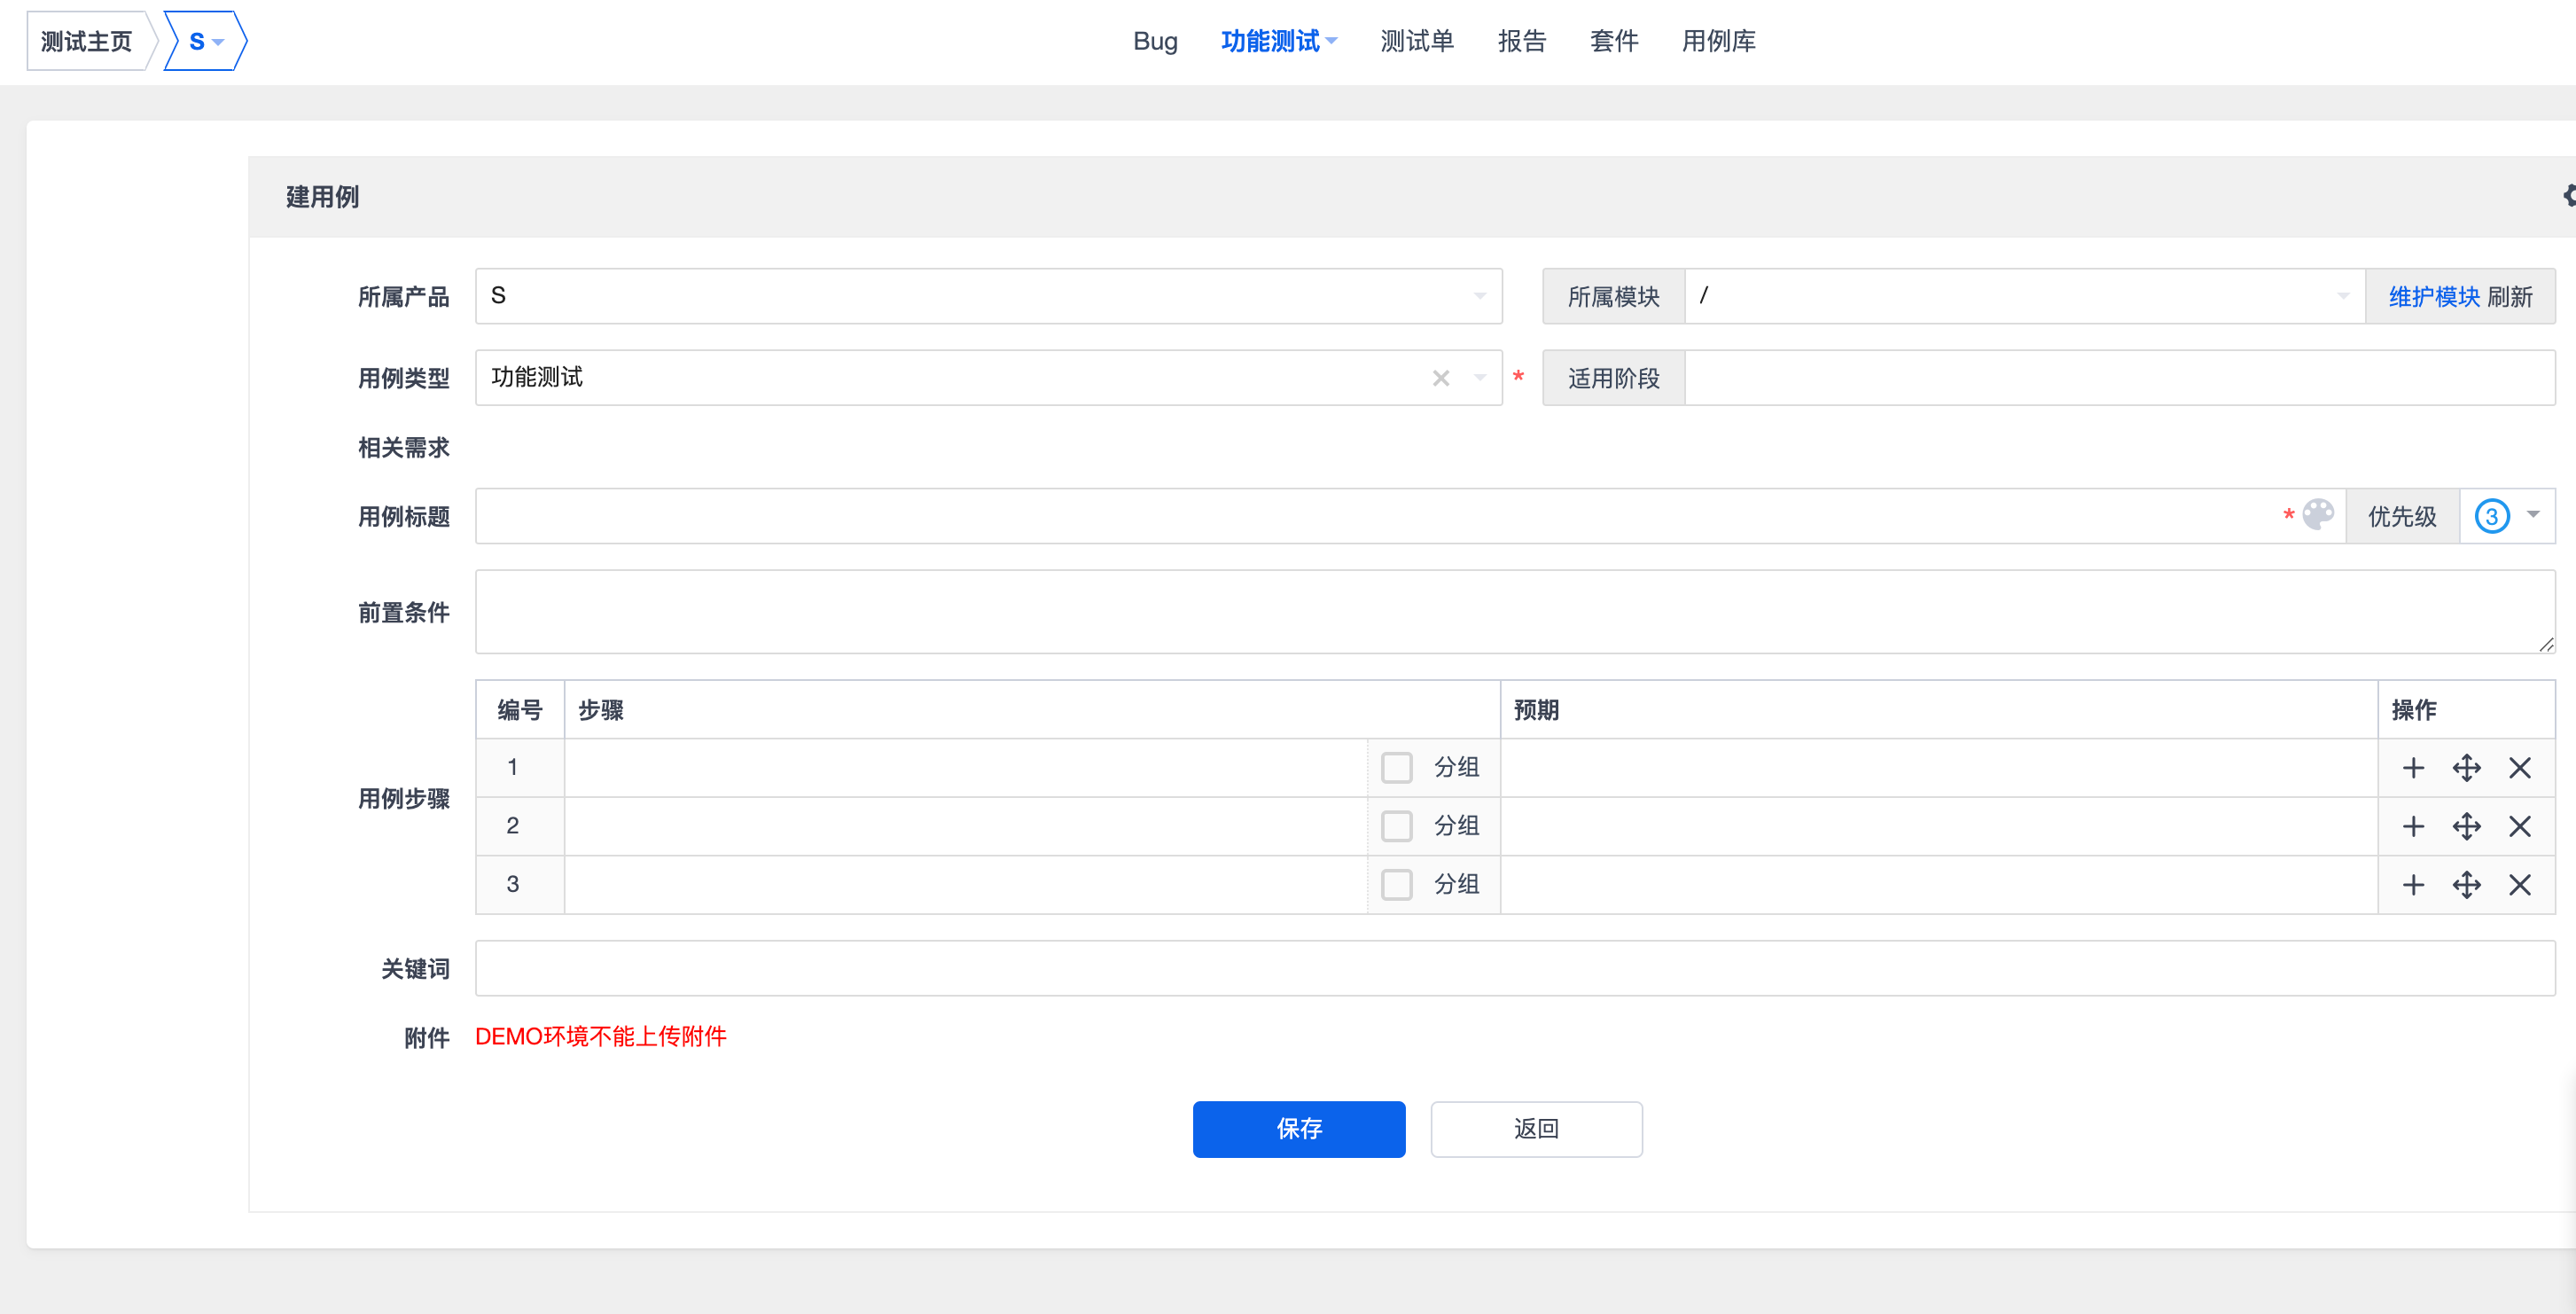 测试主页 S Bug 功能测试 测试单 报告 套件 用例库
建用例
所属产品 S 所属模块 / 维护模块 刷新
用例类型 功能测试 * 适用阶段
相关需求
用例标题 * 优先级 3
前置条件
用例步骤
编号 步骤 预期 操作
1 分组
2 分组
3 分组
关键词
附件 DEMO环境不能上传附件
保存 返回